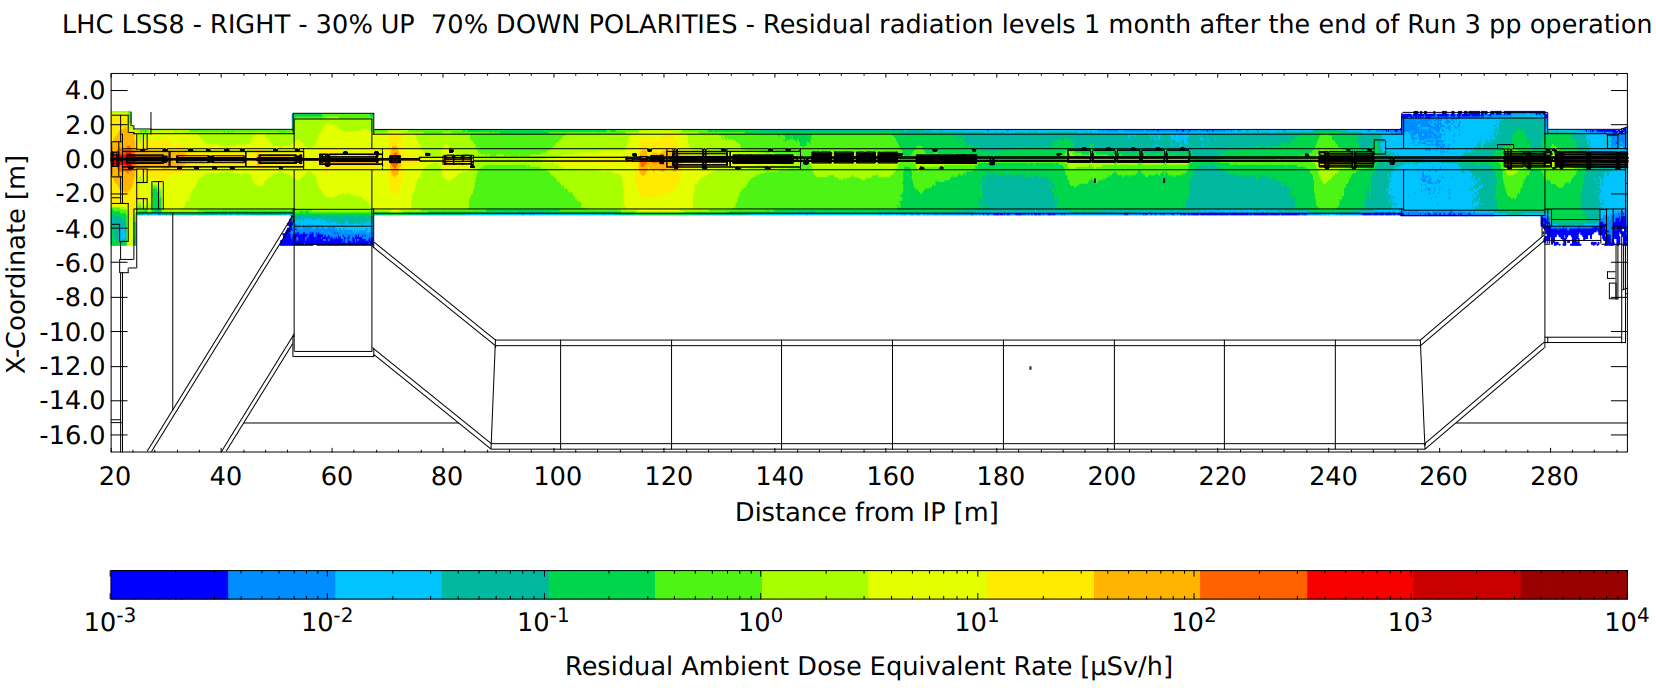 LHC LSS8 - RIGHT - 30% UP  70% DOWN POLARITIES - Residual radiation levels 1 month after the end of Run 3 pp operation
4.0
2.0
0.0
-2.0
-4.0
-6.0
-8.0
-10.0
-12.0
-14.0
-16.0
X-Coordinate [m]
20 40 60 80 100 120 140 160 180 200 220 240 260 280
Distance from IP [m]
10⁻³ 10⁻² 10⁻¹ 10⁰ 10¹ 10² 10³ 10⁴
Residual Ambient Dose Equivalent Rate [μSv/h]